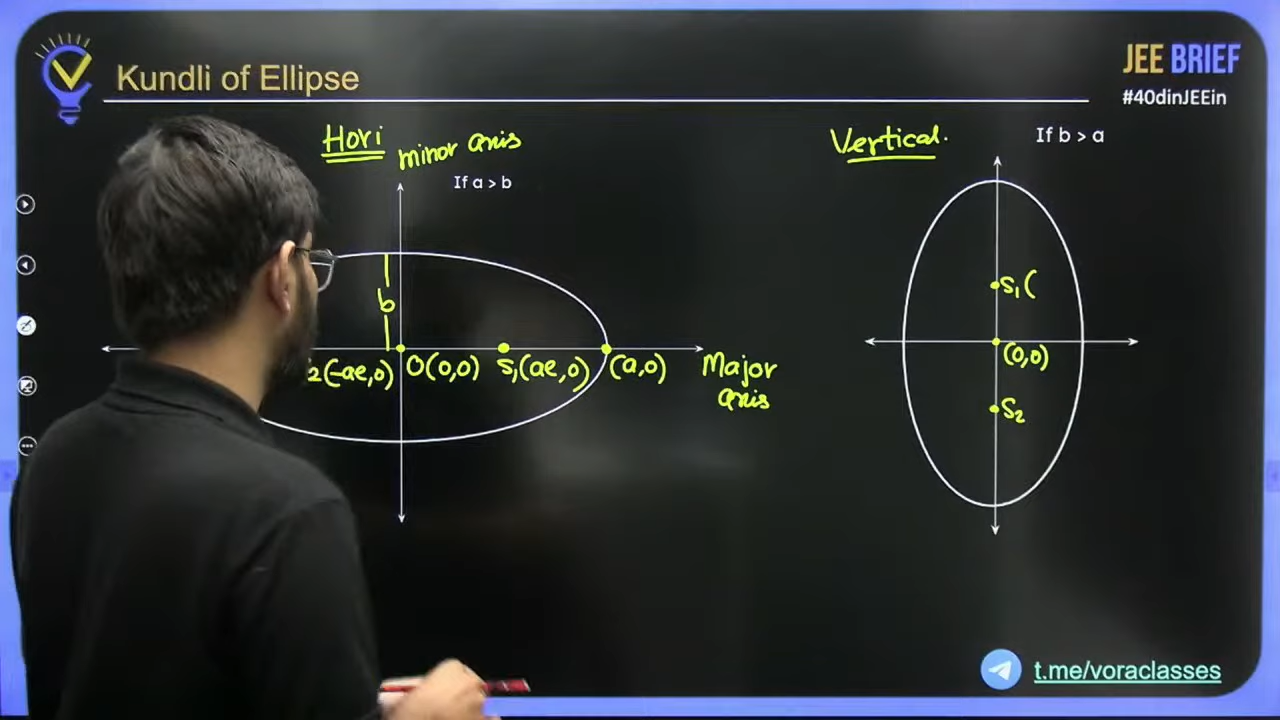 Kundli of Ellipse
JEE BRIEF
#40dinJEEin
Hori
minor axis
If a > b
Vertical.
If b > a
b
2(-ae,0)
O(0,0)
S1(ae,0)
(a,0)
Major
axis
S1(
(0,0)
S2
t.me/voraclasses